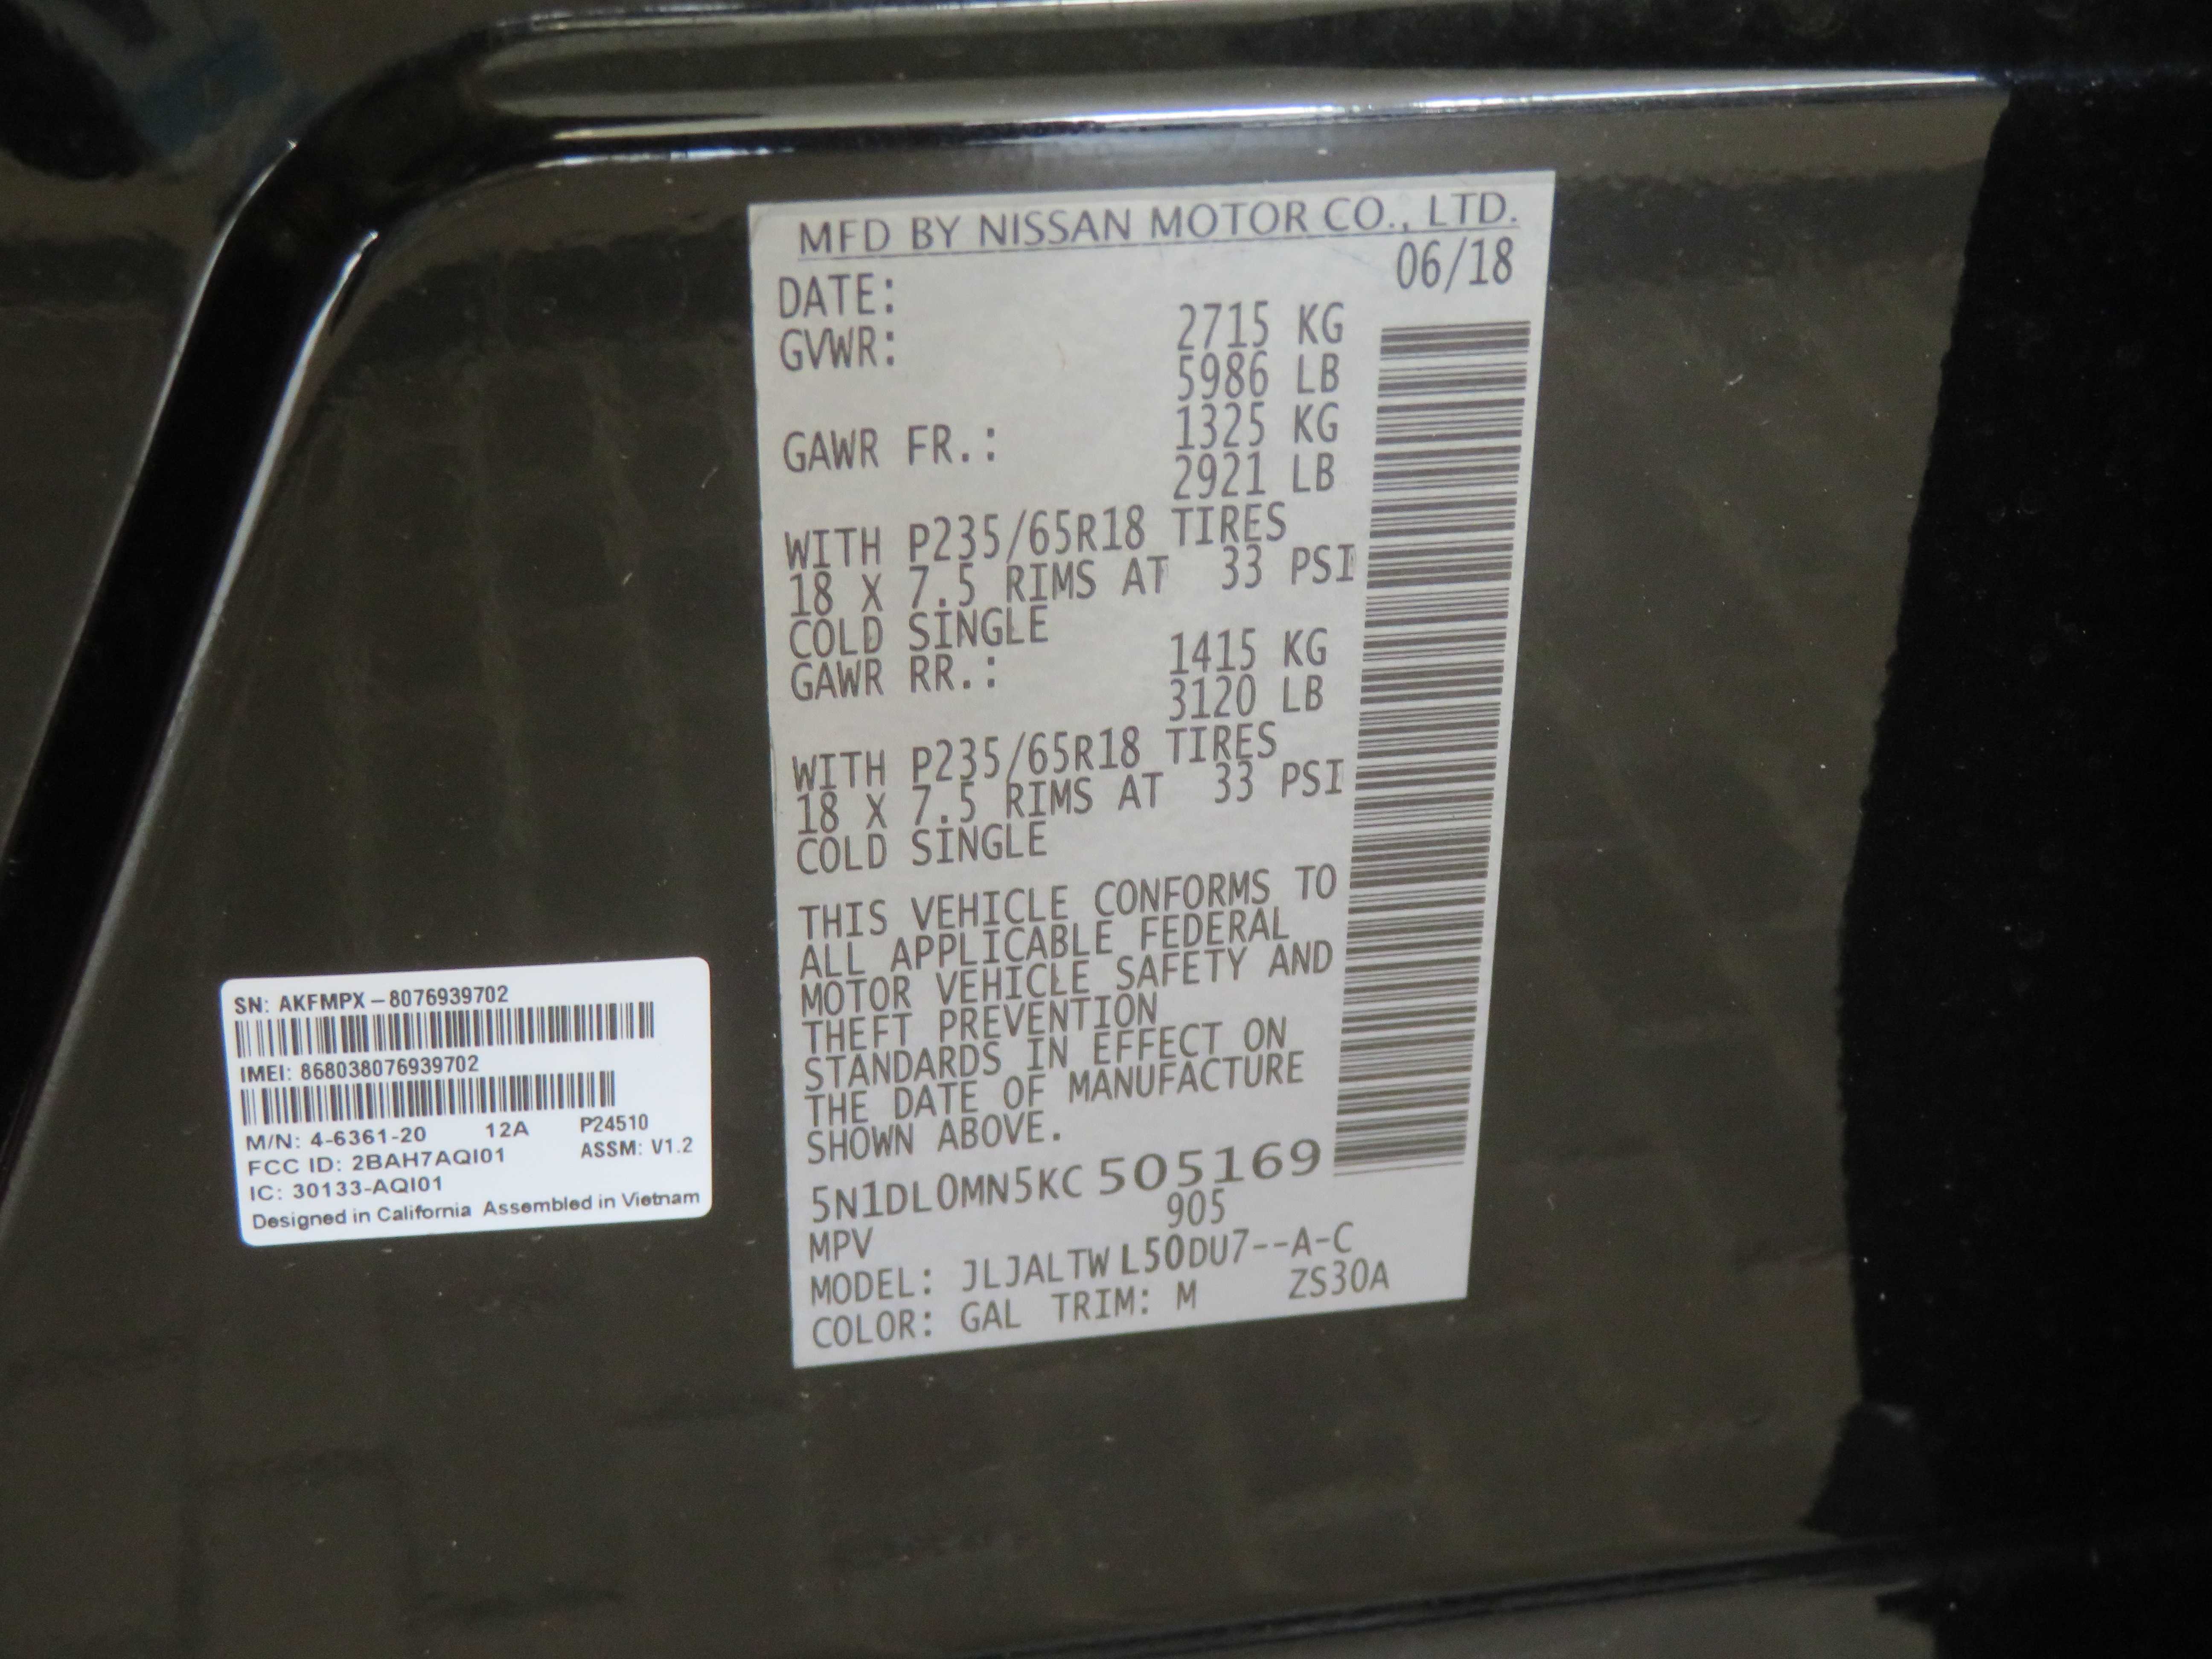 MFD BY NISSAN MOTOR CO., LTD.
DATE: 06/18
GVWR: 2715 KG
5986 LB
GAWR FR.: 1325 KG
2921 LB
WITH P235/65R18 TIRES
18 X 7.5 RIMS AT 33 PSI
COLD SINGLE
GAWR RR.: 1415 KG
3120 LB
WITH P235/65R18 TIRES
18 X 7.5 RIMS AT 33 PSI
COLD SINGLE
THIS VEHICLE CONFORMS TO
ALL APPLICABLE FEDERAL
MOTOR VEHICLE SAFETY AND
THEFT PREVENTION
STANDARDS IN EFFECT ON
THE DATE OF MANUFACTURE
SHOWN ABOVE.
5N1DL0MN5KC 505169
905
MPV
MODEL: JLJALTW L50DU7--A-C
COLOR: GAL TRIM: M ZS30A
SN: AKFMPX – 8076939702
IMEI: 868038076939702
M/N: 4-6361-20 12A P24510
FCC ID: 2BAH7AQI01 ASSM: V1.2
IC: 30133-AQI01
Designed in California Assembled in Vietnam